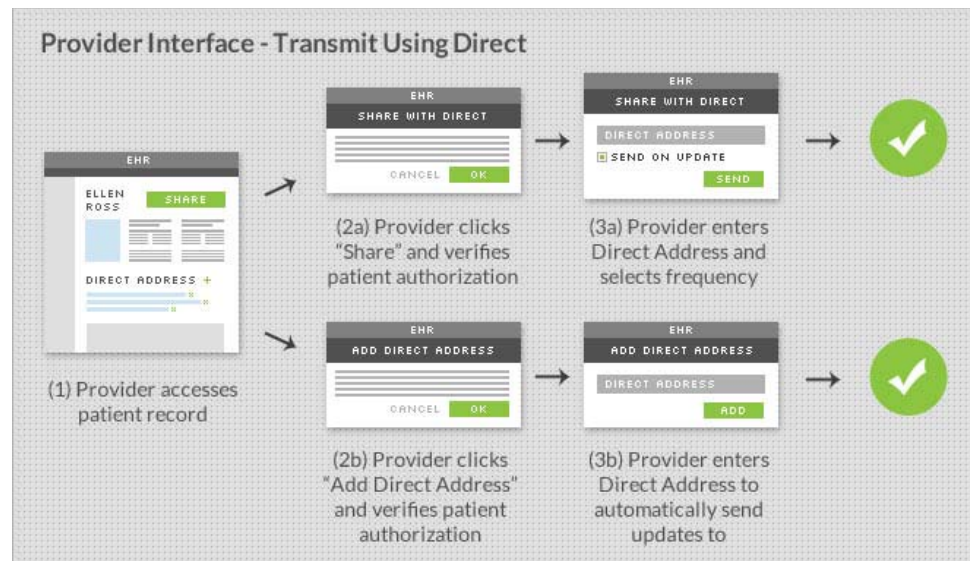 Provider Interface - Transmit Using Direct
EHR
ELLEN
ROSS
SHARE
DIRECT ADDRESS +
(1) Provider accesses
patient record
EHR
SHARE WITH DIRECT
CANCEL OK
(2a) Provider clicks
“Share” and verifies
patient authorization
EHR
SHARE WITH DIRECT
DIRECT ADDRESS
SEND ON UPDATE
SEND
(3a) Provider enters
Direct Address and
selects frequency
EHR
ADD DIRECT ADDRESS
CANCEL OK
(2b) Provider clicks
“Add Direct Address”
and verifies patient
authorization
EHR
ADD DIRECT ADDRESS
DIRECT ADDRESS
ADD
(3b) Provider enters
Direct Address to
automatically send
updates to